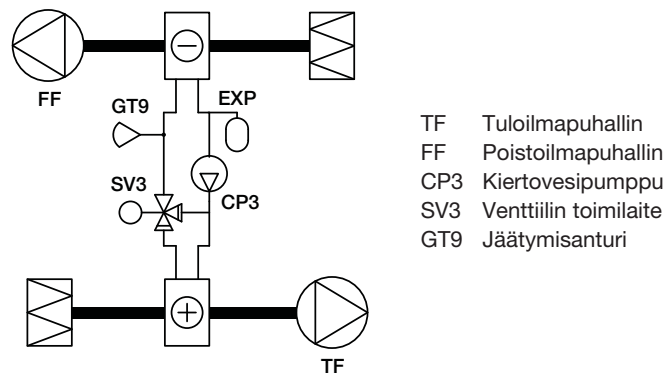 FF
GT9
EXP
SV3
CP3
TF
TF Tuloilmapuhallin
FF Poistoilmapuhallin
CP3 Kiertovesipumppu
SV3 Venttiilin toimilaite
GT9 Jäätymisanturi